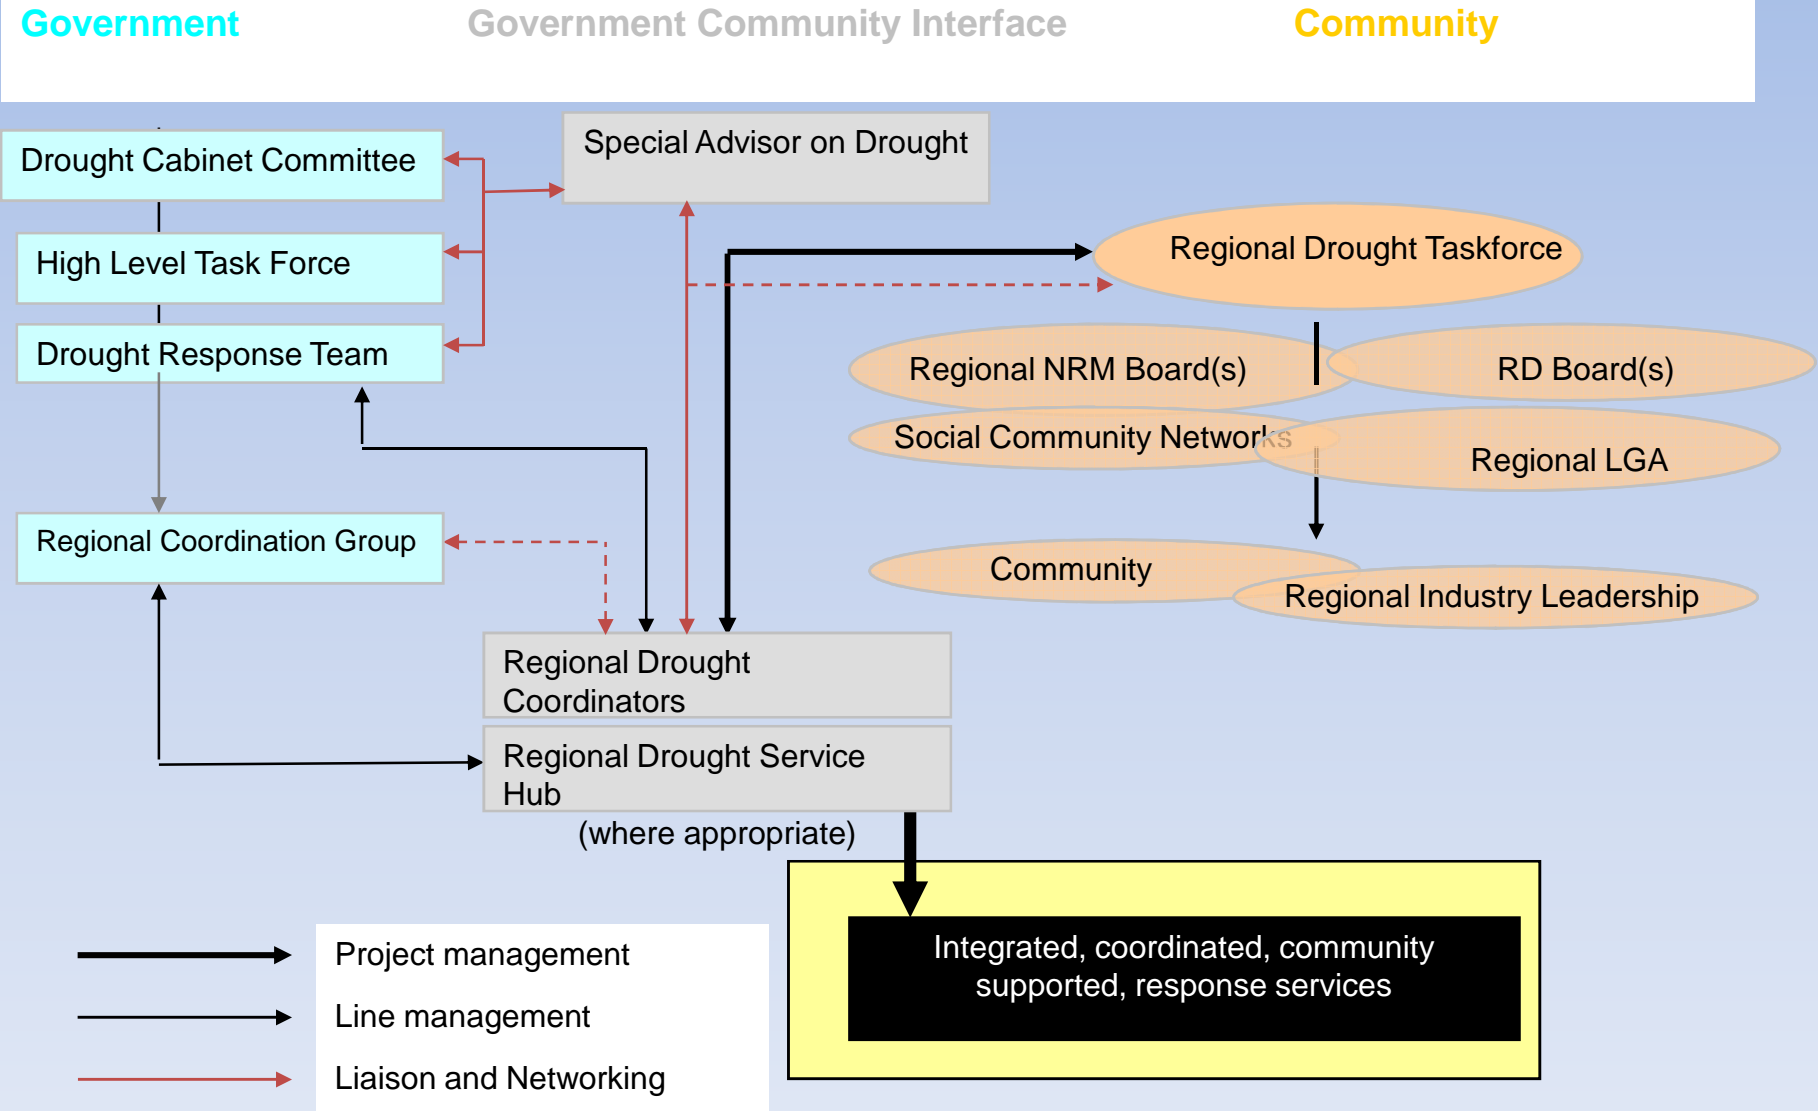 Government Government Community Interface Community
Special Advisor on Drought
Drought Cabinet Committee
High Level Task Force
Regional Drought Taskforce
Drought Response Team
Regional NRM Board(s)
RD Board(s)
Social Community Networks
Regional LGA
Regional Coordination Group
Community
Regional Industry Leadership
Regional Drought
Coordinators
Regional Drought Service
Hub
(where appropriate)
Integrated, coordinated, community
supported, response services
Project management
Line management
Liaison and Networking